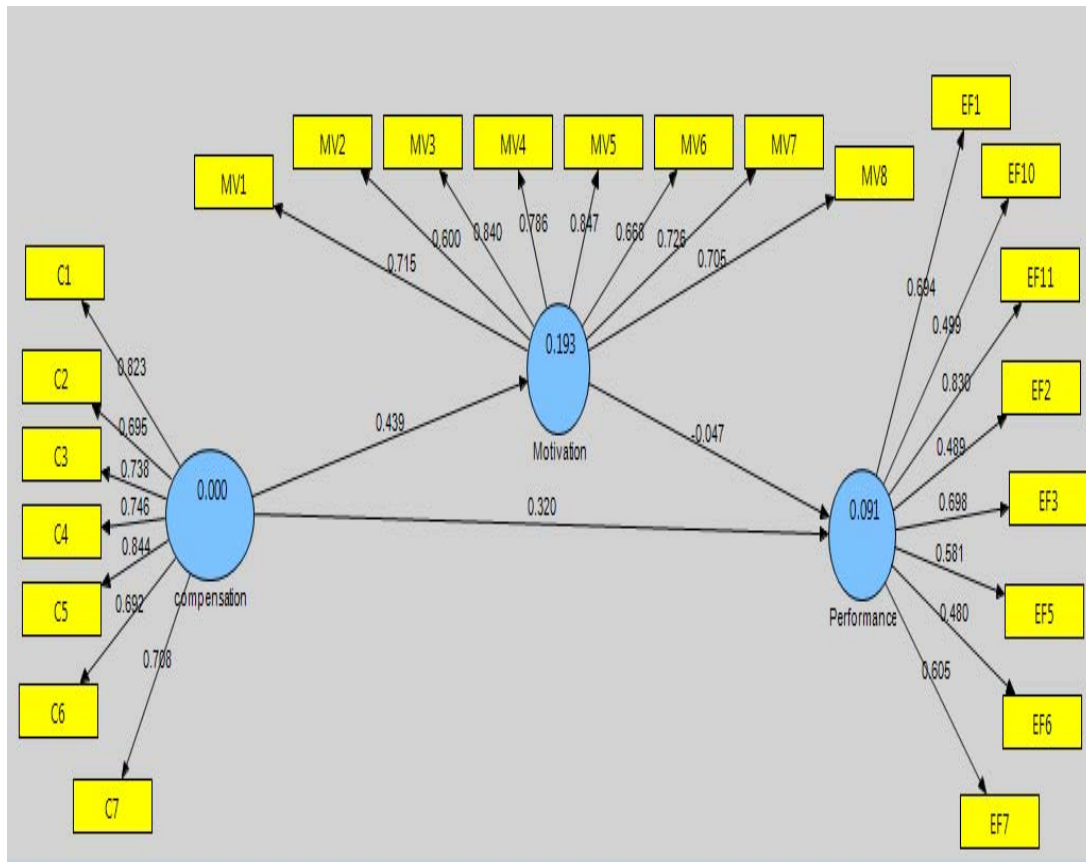 EF1
MV2
MV3
MV4
MV5
MV6
MV7
EF10
MV1
MV8
0.715
0.600
0.840
0.786
0.847
0.668
0.726
0.705
0.694
0.499
C1
EF11
0.823
0.830
C2
0.193
EF2
0.695
0.439
Motivation
-0.047
0.489
C3
0.738
0.000
0.320
0.091
0.698
EF3
C4
0.746
0.581
C5
0.844
compensation
Performance
EF5
0.692
0.480
0.708
0.605
C6
EF6
C7
EF7